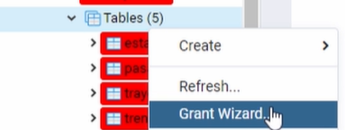 Tables (5)
esta
Create
pas
Refresh...
tray
Grant Wizard...
tren